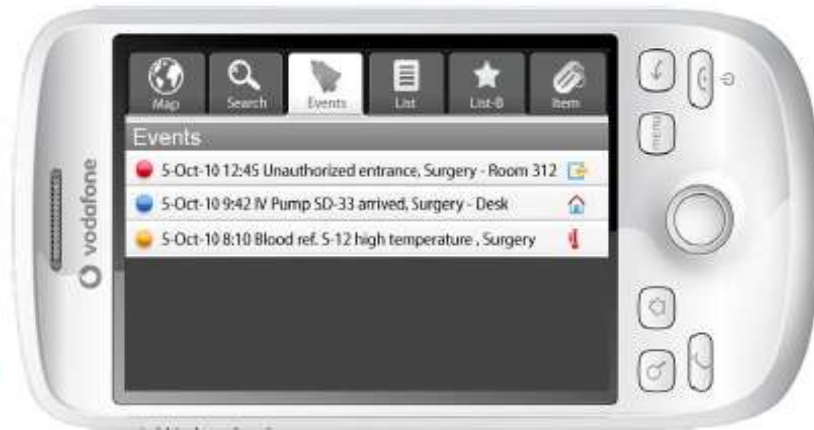 vodafone
Map
Search
Events
List
List-B
Item
Events
5-Oct-10 12:45 Unauthorized entrance, Surgery - Room 312
5-Oct-10 9:42 IV Pump SD-33 arrived, Surgery - Desk
5-Oct-10 8:10 Blood ref. S-12 high temperature , Surgery
menu